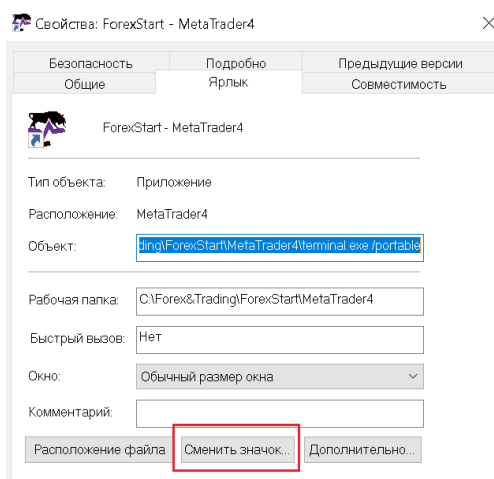 Свойства: ForexStart - MetaTrader4
Безопасность Подробно Предыдущие версии
Общие Ярлык Совместимость
ForexStart - MetaTrader4
Тип объекта: Приложение
Расположение: MetaTrader4
Объект: ding\ForexStart\MetaTrader4\terminal.exe /portable
Рабочая папка: C:\Forex&Trading\ForexStart\MetaTrader4
Быстрый вызов: Нет
Окно: Обычный размер окна
Комментарий:
Расположение файла Сменить значок... Дополнительно...